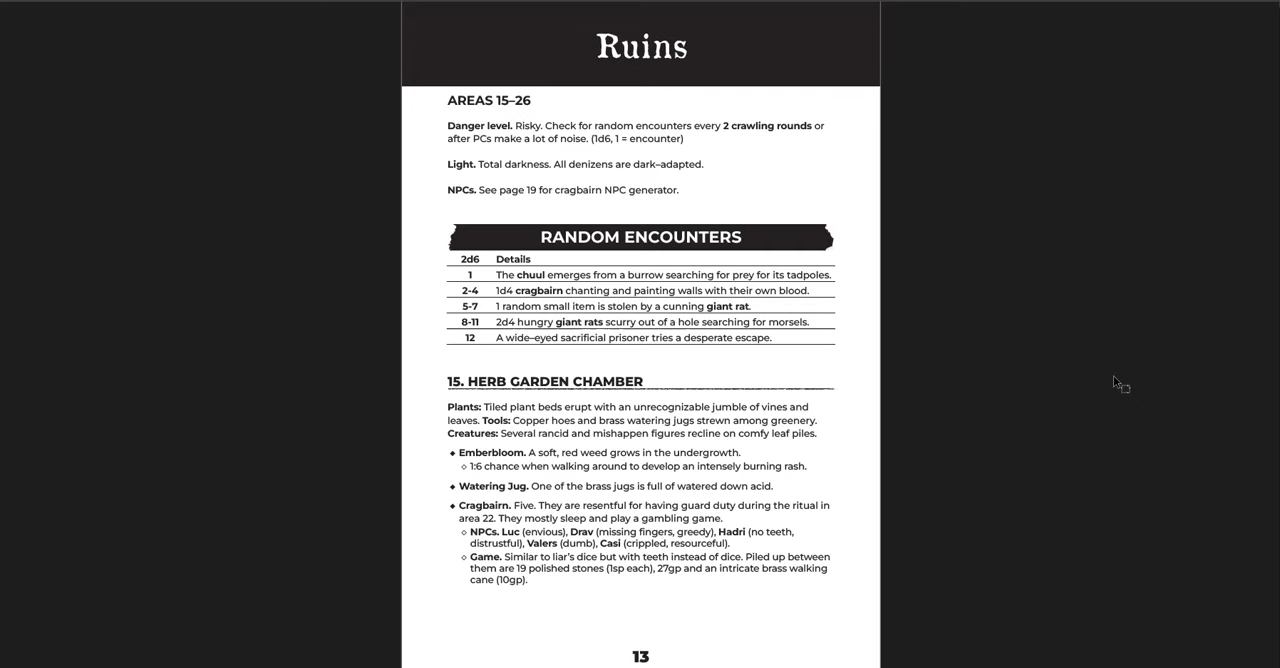 Ruins
AREAS 15–26
Danger level. Risky. Check for random encounters every 2 crawling rounds or
after PCs make a lot of noise. (1d6, 1 = encounter)
Light. Total darkness. All denizens are dark–adapted.
NPCs. See page 19 for cragbairn NPC generator.
RANDOM ENCOUNTERS
2d6 Details
1 The chuul emerges from a burrow searching for prey for its tadpoles.
2-4 1d4 cragbairn chanting and painting walls with their own blood.
5-7 1 random small item is stolen by a cunning giant rat.
8-11 2d4 hungry giant rats scurry out of a hole searching for morsels.
12 A wide–eyed sacrificial prisoner tries a desperate escape.
15. HERB GARDEN CHAMBER
Plants: Tiled plant beds erupt with an unrecognizable jumble of vines and
leaves. Tools: Copper hoes and brass watering jugs strewn among greenery.
Creatures: Several rancid and mishappen figures recline on comfy leaf piles.
◆ Emberbloom. A soft, red weed grows in the undergrowth.
◇ 1:6 chance when walking around to develop an intensely burning rash.
◆ Watering Jug. One of the brass jugs is full of watered down acid.
◆ Cragbairn. Five. They are resentful for having guard duty during the ritual in
area 22. They mostly sleep and play a gambling game.
◇ NPCs. Luc (envious), Drav (missing fingers, greedy), Hadri (no teeth,
distrustful), Valers (dumb), Casi (crippled, resourceful).
◇ Game. Similar to liar's dice but with teeth instead of dice. Piled up between
them are 19 polished stones (1sp each), 27gp and an intricate brass walking
cane (10gp).
13